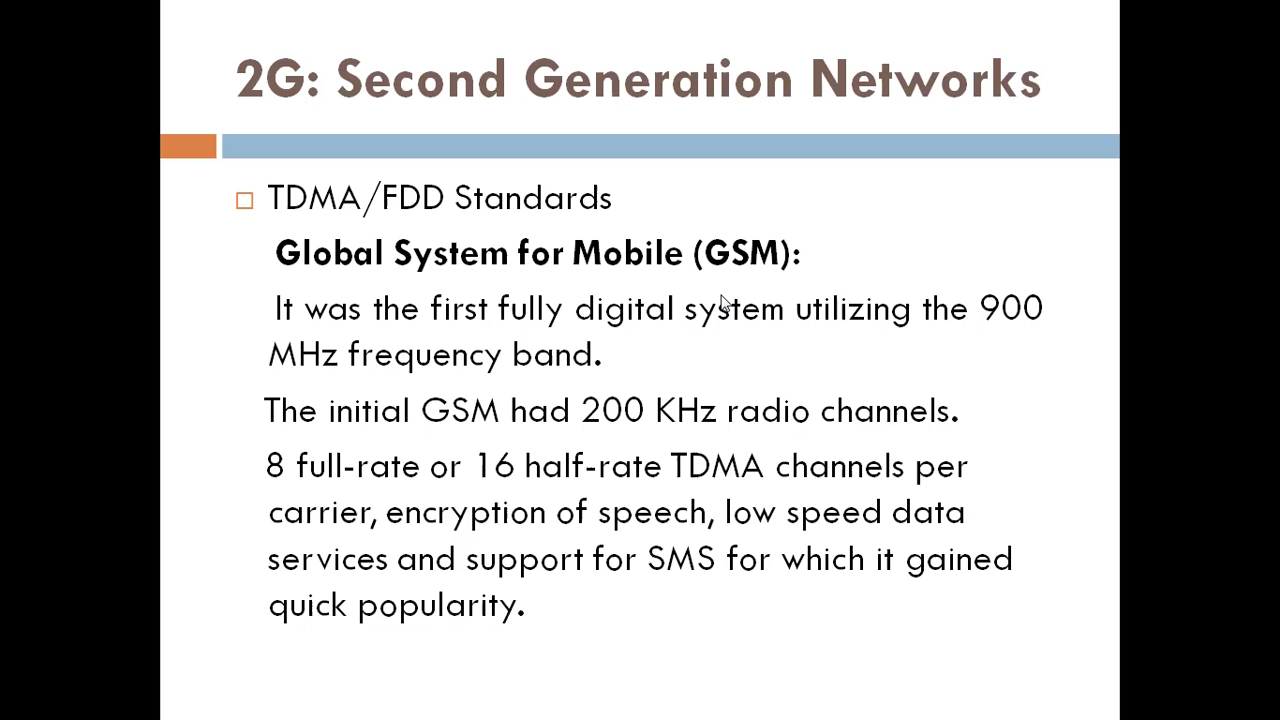 2G: Second Generation Networks
TDMA/FDD Standards
Global System for Mobile (GSM):
It was the first fully digital system utilizing the 900
MHz frequency band.
The initial GSM had 200 KHz radio channels.
8 full-rate or 16 half-rate TDMA channels per
carrier, encryption of speech, low speed data
services and support for SMS for which it gained
quick popularity.